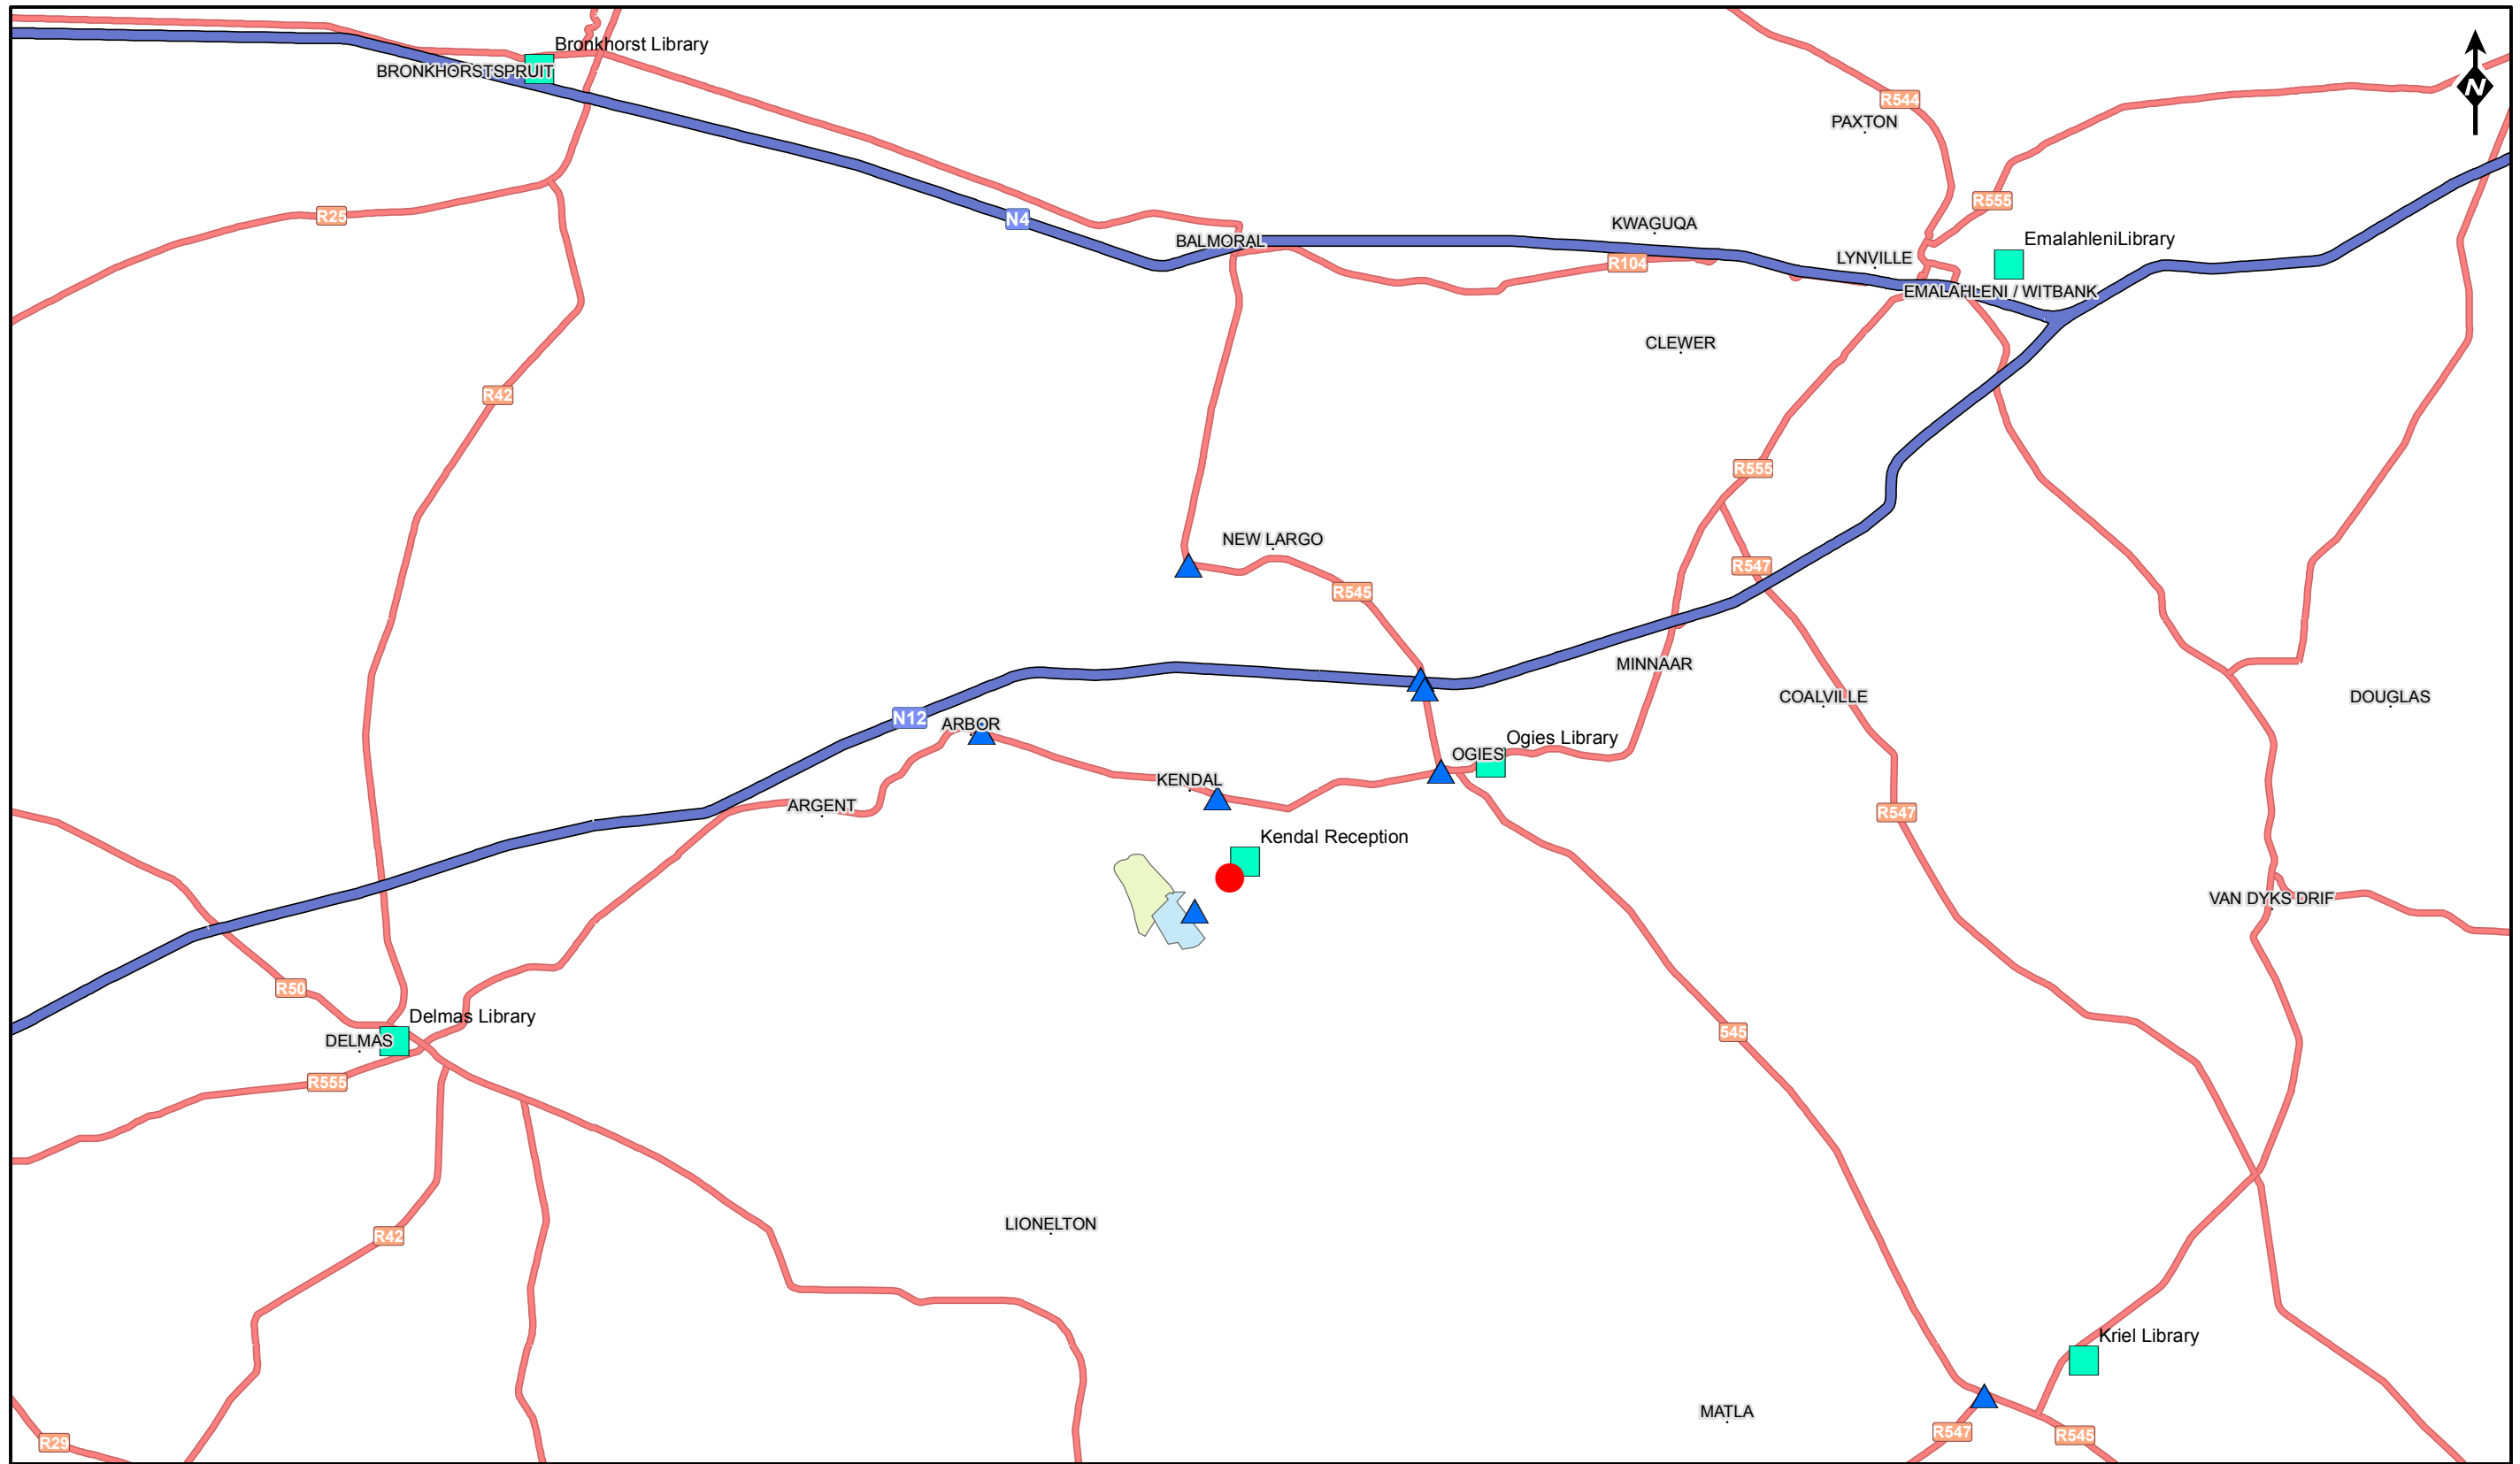 Bronkhorst Library
BRONKHORSTSPRUIT
N
R544
PAXTON
R555
R25
N4
KWAGUQA
BALMORAL
EmalahleniLibrary
LYNVILLE
R104
EMALAHLENI / WITBANK
CLEWER
R42
R555
NEW LARGO
R547
R545
MINNAAR
COALVILLE
DOUGLAS
N12
ARBOR
Ogies Library
OGIES
KENDAL
ARGENT
R547
Kendal Reception
VAN DYKS DRIF
R50
Delmas Library
545
DELMAS
R555
LIONELTON
R42
Kriel Library
MATLA
R547
R545
R29